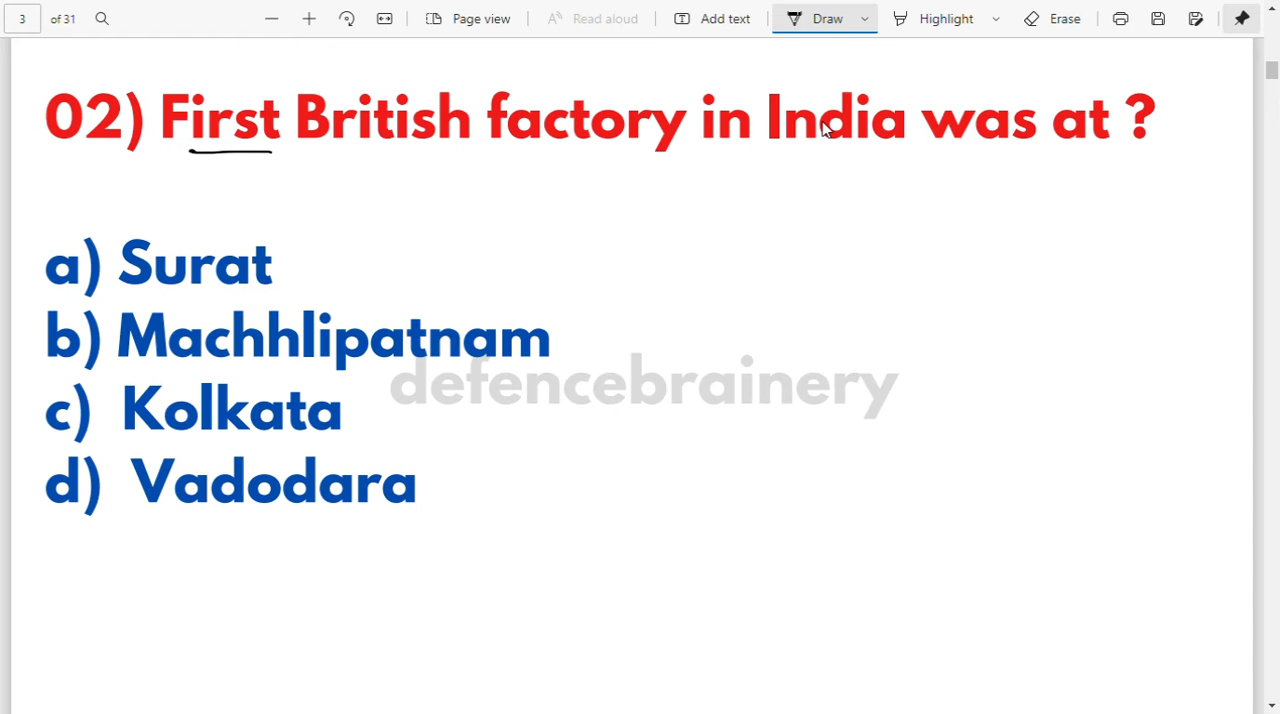 3 of 31 Page view Read aloud Add text Draw Highlight Erase
02) First British factory in India was at ?
a) Surat
b) Machhlipatnam
defencebrainery
c) Kolkata
d) Vadodara